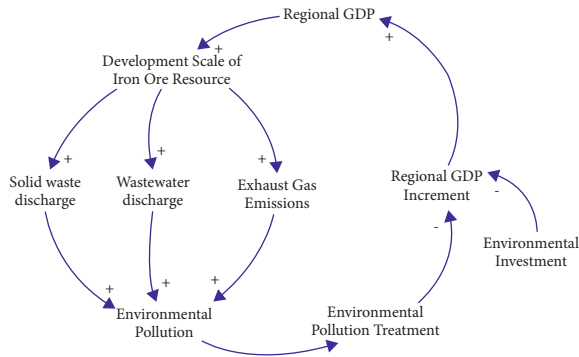 Regional GDP
+
+
Development Scale of
Iron Ore Resource
+
+
+
Solid waste
discharge
Wastewater
discharge
Exhaust Gas
Emissions
Regional GDP
Increment
-
Environmental
Investment
-
+
+
+
Environmental
Pollution
Environmental
Pollution Treatment